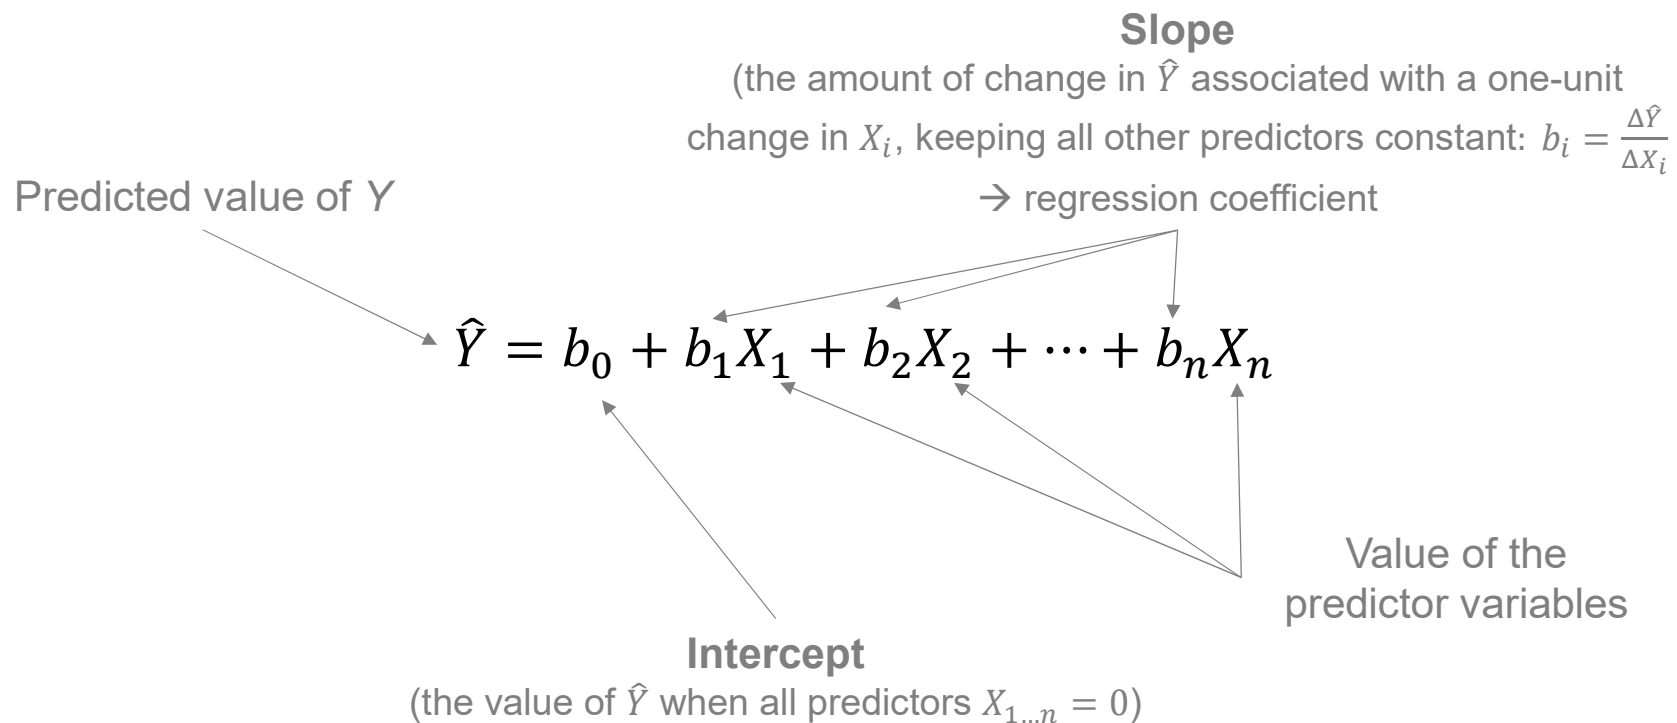 Slope
(the amount of change in Ŷ associated with a one-unit
change in Xᵢ, keeping all other predictors constant: bᵢ = ΔŶ/ΔXᵢ
→ regression coefficient
Predicted value of Y
Ŷ = b₀ + b₁X₁ + b₂X₂ + ⋯ + bₙXₙ
Value of the
predictor variables
Intercept
(the value of Ŷ when all predictors X₁…ₙ = 0)